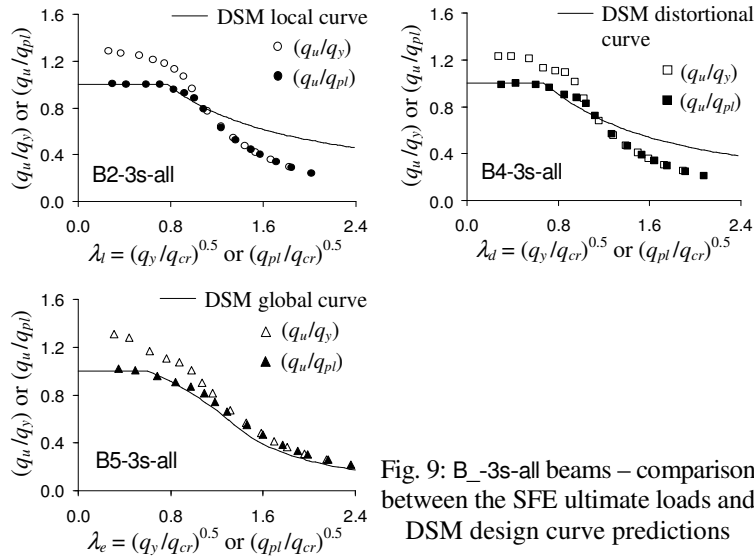 DSM local curve
(qu/qy)
(qu/qpl)
(qu/qy) or (qu/qpl)
1.6
1.2
0.8
0.4
0.0
B2-3s-all
0.0 0.8 1.6 2.4
λl = (qy/qcr)^0.5 or (qpl/qcr)^0.5
DSM distortional
curve
(qu/qy)
(qu/qpl)
(qu/qy) or (qu/qpl)
1.6
1.2
0.8
0.4
0.0
B4-3s-all
0.0 0.8 1.6 2.4
λd = (qy/qcr)^0.5 or (qpl/qcr)^0.5
DSM global curve
(qu/qy)
(qu/qpl)
(qu/qy) or (qu/qpl)
1.6
1.2
0.8
0.4
0.0
B5-3s-all
0.0 0.8 1.6 2.4
λe = (qy/qcr)^0.5 or (qpl/qcr)^0.5
Fig. 9: B_-3s-all beams – comparison
between the SFE ultimate loads and
DSM design curve predictions